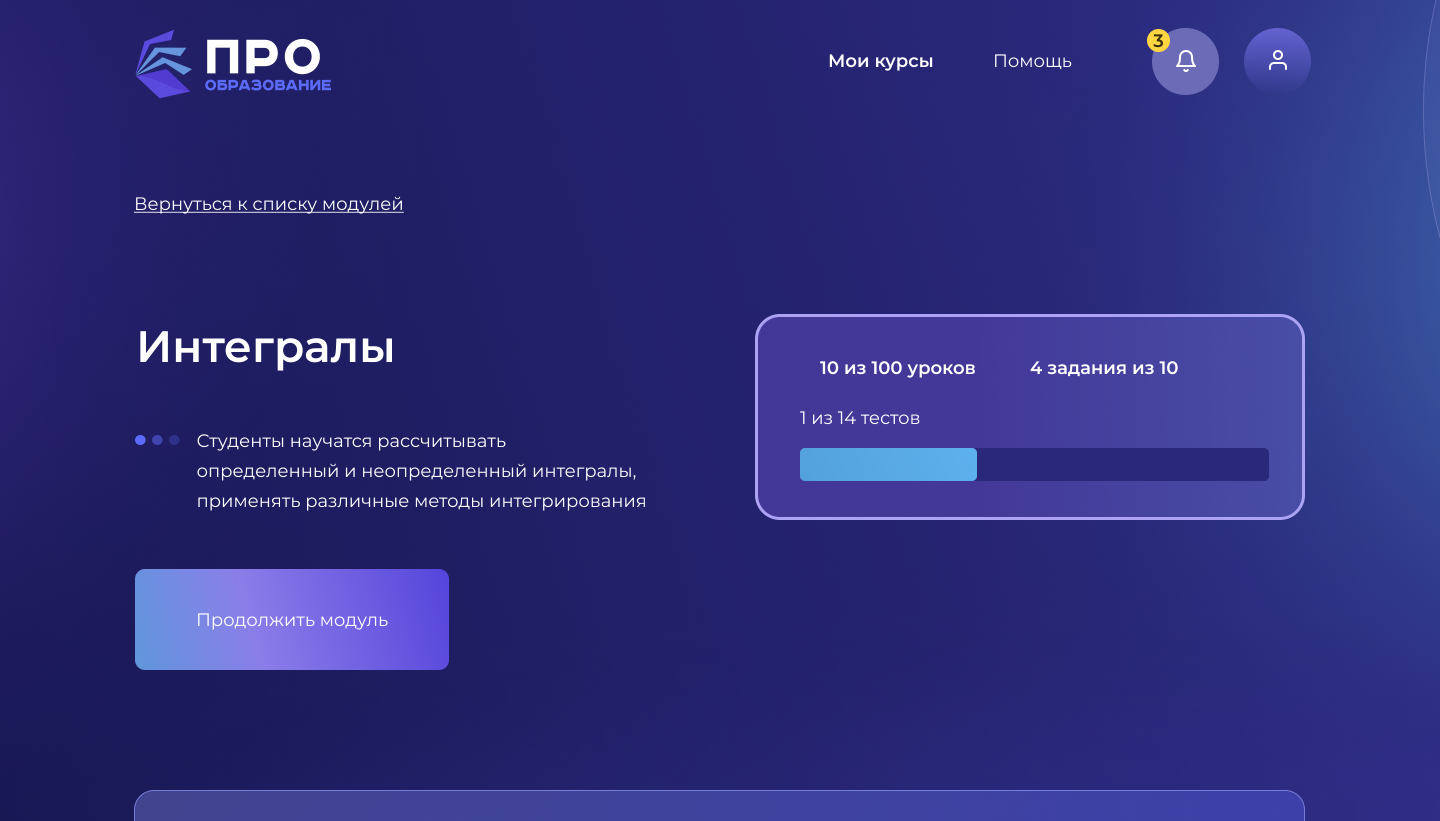 ПРО
ОБРАЗОВАНИЕ
Мои курсы
Помощь
3
Вернуться к списку модулей
Интегралы
Студенты научатся рассчитывать
определенный и неопределенный интегралы,
применять различные методы интегрирования
Продолжить модуль
10 из 100 уроков
4 задания из 10
1 из 14 тестов